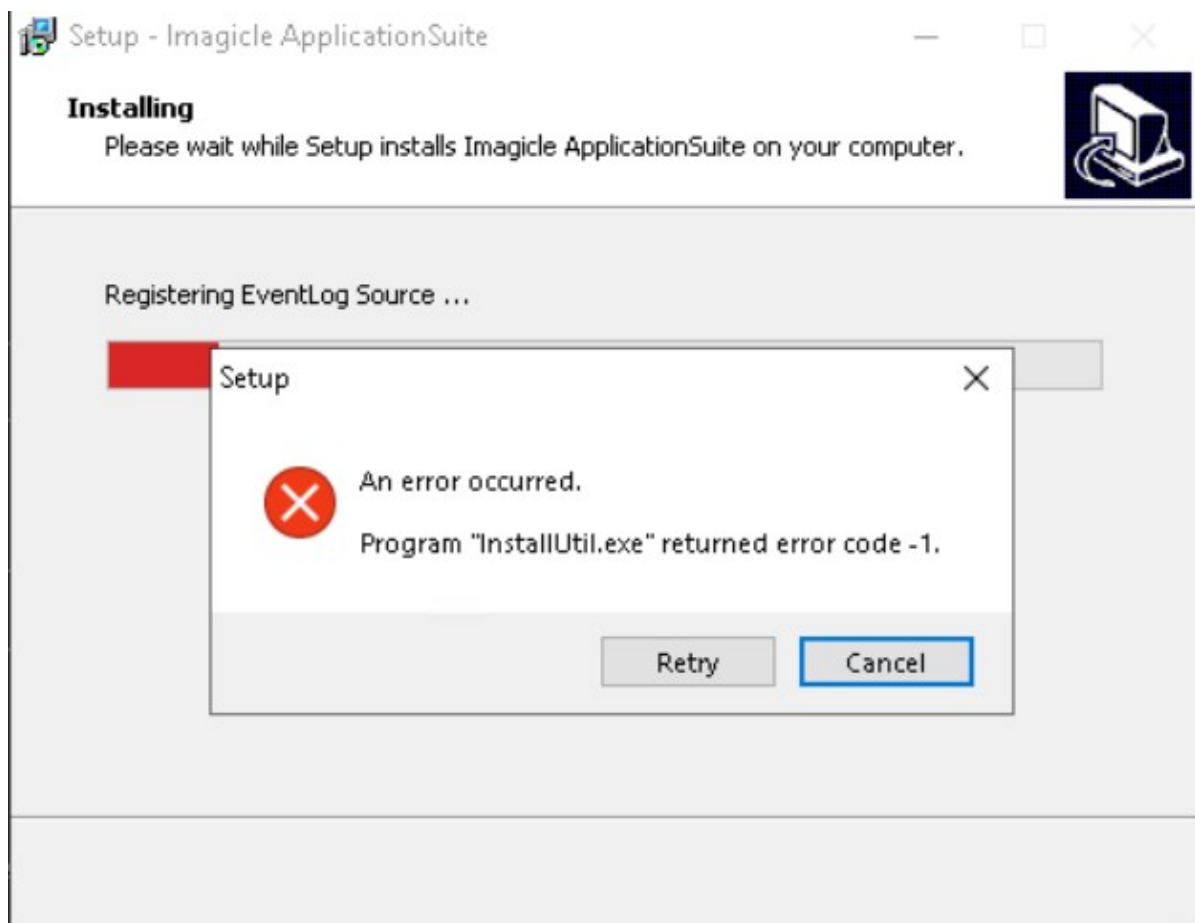 Setup - Imagicle ApplicationSuite
Installing
Please wait while Setup installs Imagicle ApplicationSuite on your computer.
Registering EventLog Source ...
Setup
An error occurred.
Program "InstallUtil.exe" returned error code -1.
Retry
Cancel